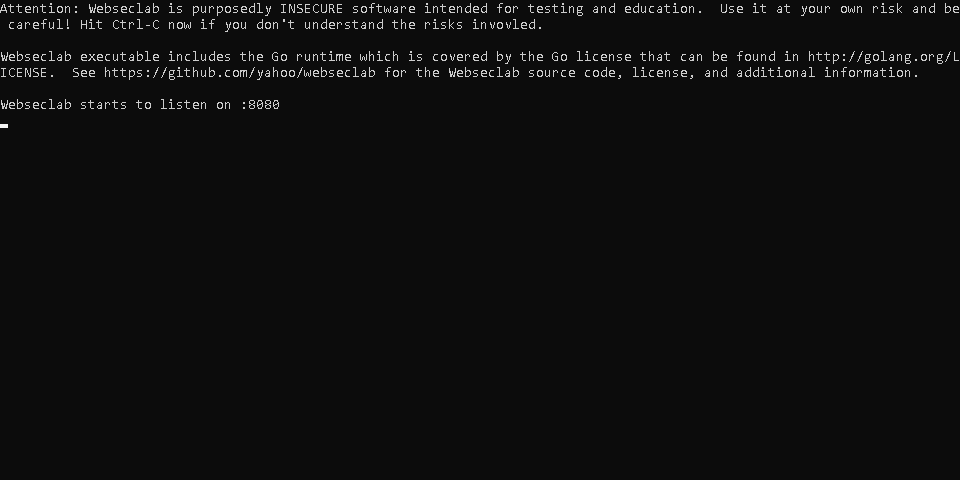 Attention: Webseclab is purposedly INSECURE software intended for testing and education.  Use it at your own risk and be
 careful! Hit Ctrl-C now if you don't understand the risks invovled.
Webseclab executable includes the Go runtime which is covered by the Go license that can be found in http://golang.org/L
ICENSE.  See https://github.com/yahoo/webseclab for the Webseclab source code, license, and additional information.
Webseclab starts to listen on :8080